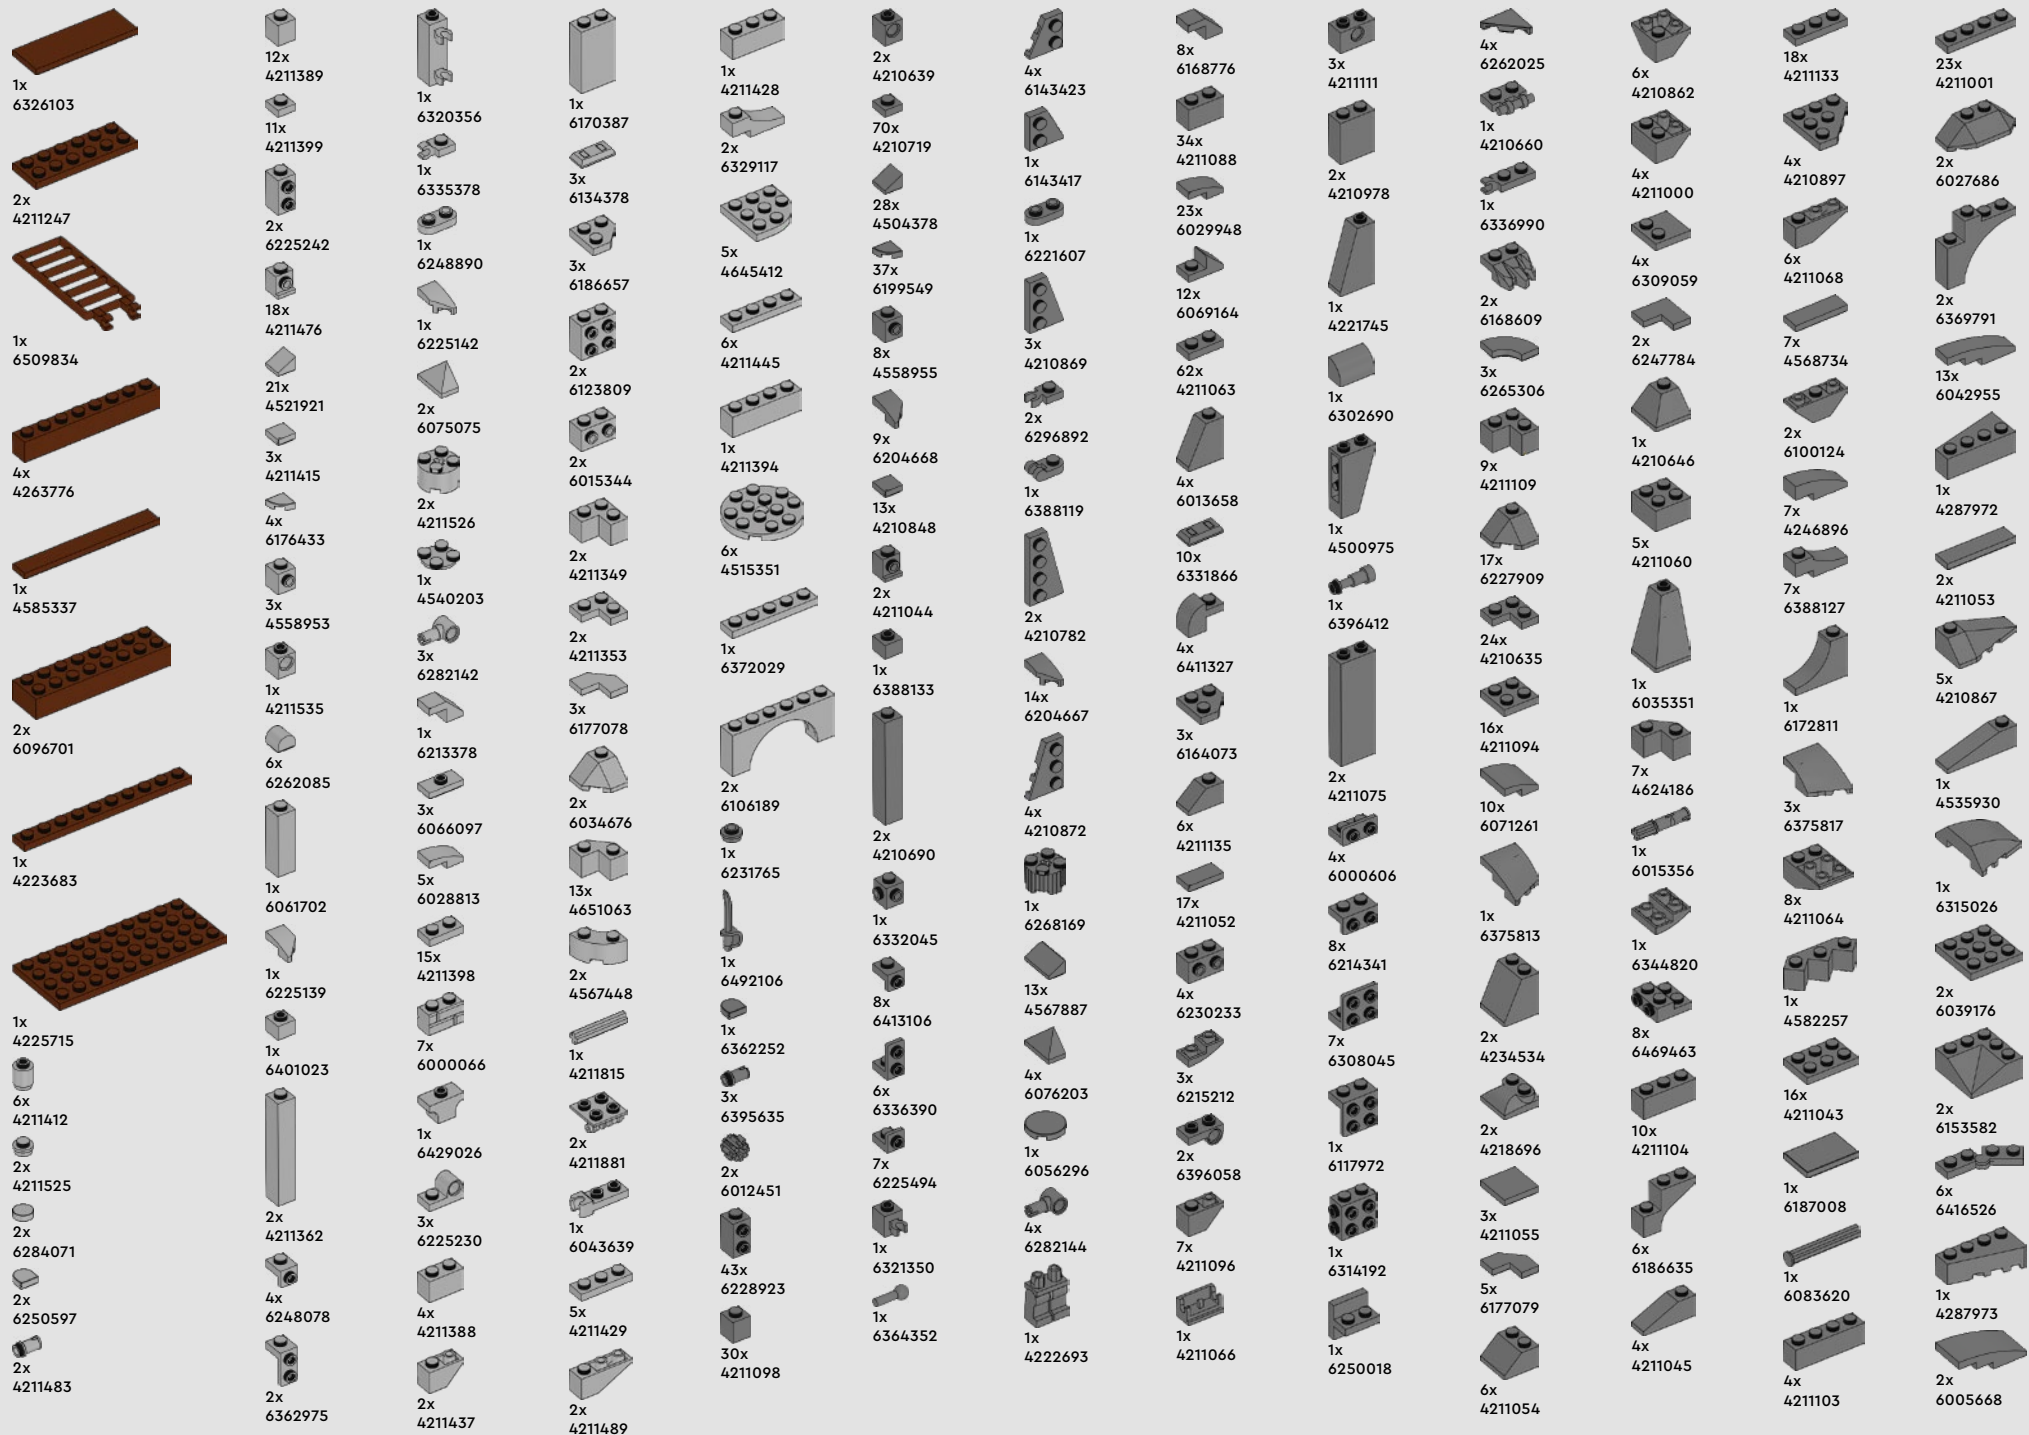 1x
6326103
2x
4211247
1x
6509834
4x
4263776
1x
4585337
2x
6096701
1x
4223683
1x
4225715
6x
4211412
2x
4211525
2x
6284071
2x
6250597
2x
4211483
12x
4211389
11x
4211399
2x
6225242
18x
4211476
21x
4521921
3x
4211415
4x
6176433
3x
4558953
1x
4211535
6x
6262085
1x
6061702
1x
6225139
1x
6401023
2x
4211362
4x
6248078
2x
6362975
1x
6320356
1x
6335378
1x
6248890
1x
6225142
2x
6075075
2x
4211526
1x
4540203
3x
6282142
1x
6213378
3x
6066097
5x
6028813
15x
4211398
7x
6000066
1x
6429026
3x
6225230
4x
4211388
2x
4211437
1x
6170387
3x
6134378
3x
6186657
2x
6123809
2x
6015344
2x
4211349
2x
4211353
3x
6177078
2x
6034676
13x
4651063
2x
4567448
1x
4211815
2x
4211881
1x
6043639
5x
4211429
2x
4211489
1x
4211428
2x
6329117
5x
4645412
6x
4211445
1x
4211394
6x
4515351
1x
6372029
2x
6106189
1x
6231765
1x
6492106
1x
6362252
3x
6395635
2x
6012451
43x
6228923
30x
4211098
2x
4210639
70x
4210719
28x
4504378
37x
6199549
8x
4558955
9x
6204668
13x
4210848
2x
4211044
1x
6388133
2x
4210690
1x
6332045
8x
6413106
6x
6336390
7x
6225494
1x
6321350
1x
6364352
4x
6143423
1x
6143417
1x
6221607
3x
4210869
2x
6296892
1x
6388119
2x
4210782
14x
6204667
4x
4210872
1x
6268169
13x
4567887
4x
6076203
1x
6056296
4x
6282144
1x
4222693
8x
6168776
34x
4211088
23x
6029948
12x
6069164
62x
4211063
4x
6013658
10x
6331866
4x
6411327
3x
6164073
6x
4211135
17x
4211052
4x
6230233
3x
6215212
2x
6396058
7x
4211096
1x
4211066
3x
4211111
2x
4210978
1x
4221745
1x
6302690
1x
4500975
1x
6396412
2x
4211075
4x
6000606
8x
6214341
7x
6308045
1x
6117972
1x
6314192
1x
6250018
4x
6262025
1x
4210660
1x
6336990
2x
6168609
3x
6265306
9x
4211109
17x
6227909
24x
4210635
16x
4211094
10x
6071261
1x
6375813
2x
4234534
2x
4218696
3x
4211055
5x
6177079
6x
4211054
6x
4210862
4x
4211000
4x
6309059
2x
6247784
1x
4210646
5x
4211060
1x
6035351
7x
4624186
1x
6015356
1x
6344820
8x
6469463
10x
4211104
6x
6186635
4x
4211045
18x
4211133
4x
4210897
6x
4211068
7x
4568734
2x
6100124
7x
4246896
7x
6388127
1x
6172811
3x
6375817
8x
4211064
1x
4582257
16x
4211043
1x
6187008
1x
6083620
4x
4211103
23x
4211001
2x
6027686
2x
6369791
13x
6042955
1x
4287972
2x
4211053
5x
4210867
1x
4535930
1x
6315026
2x
6039176
2x
6153582
6x
6416526
1x
4287973
2x
6005668